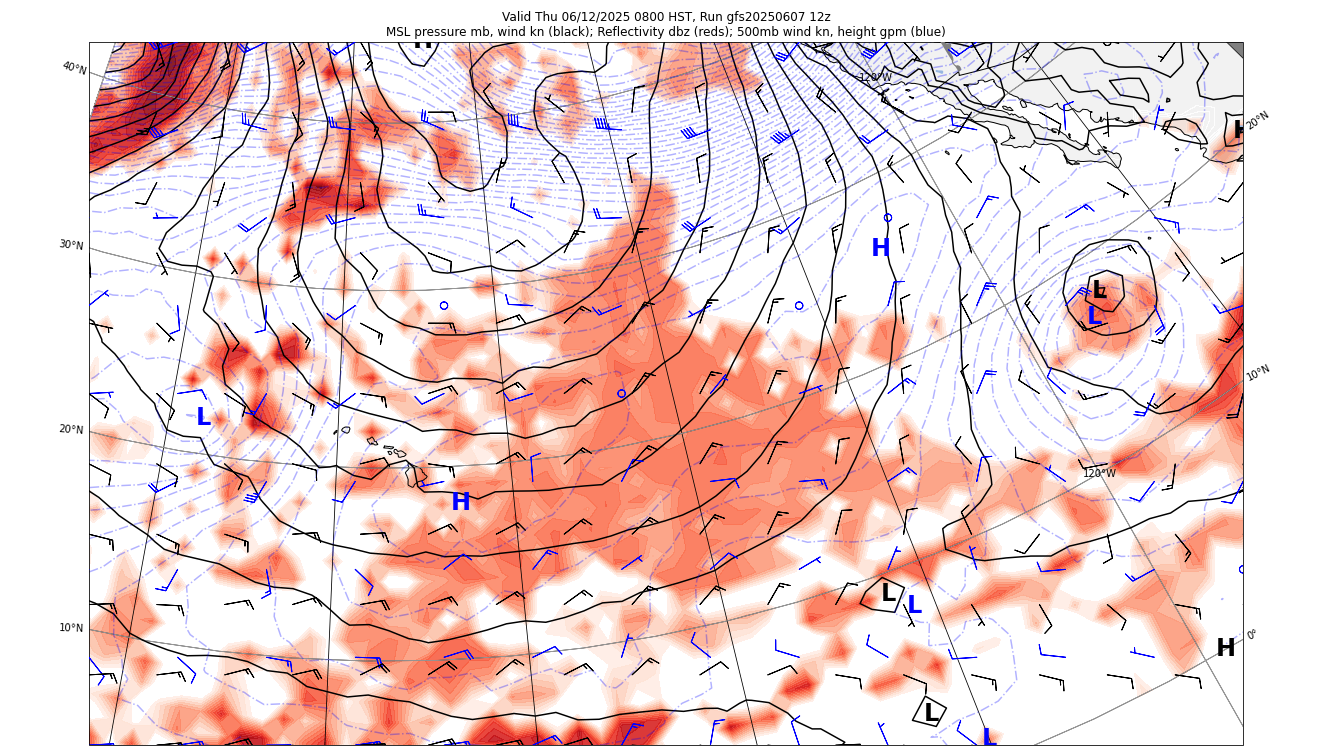 Valid Thu 06/12/2025 0800 HST, Run gfs20250607 12z
MSL pressure mb, wind kn (black); Reflectivity dbz (reds); 500mb wind kn, height gpm (blue)
H
40°N
120°W
20°N
H
30°N
H
L
L
10°N
L
20°N
120°W
H
L
L
10°N
0°
H
L
L